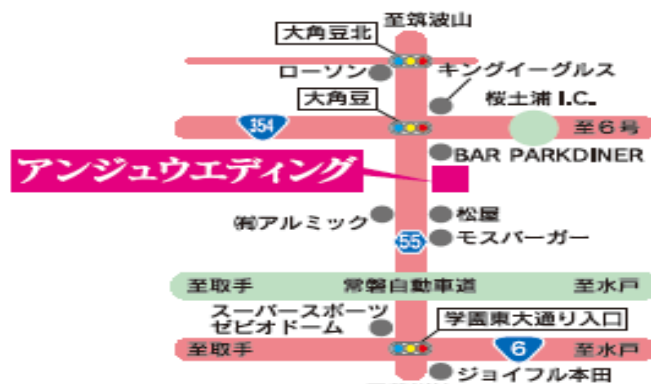 至筑波山
大角豆北
ローソン
キングイーグルス
大角豆
桜土浦I.C.
354
至6号
BAR PARKDINER
アンジュウエディング
㈲アルミック
松屋
55
モスバーガー
至取手
常磐自動車道
至水戸
スーパースポーツ
ゼビオドーム
学園東大通り入口
至取手
6
至水戸
ジョイフル本田